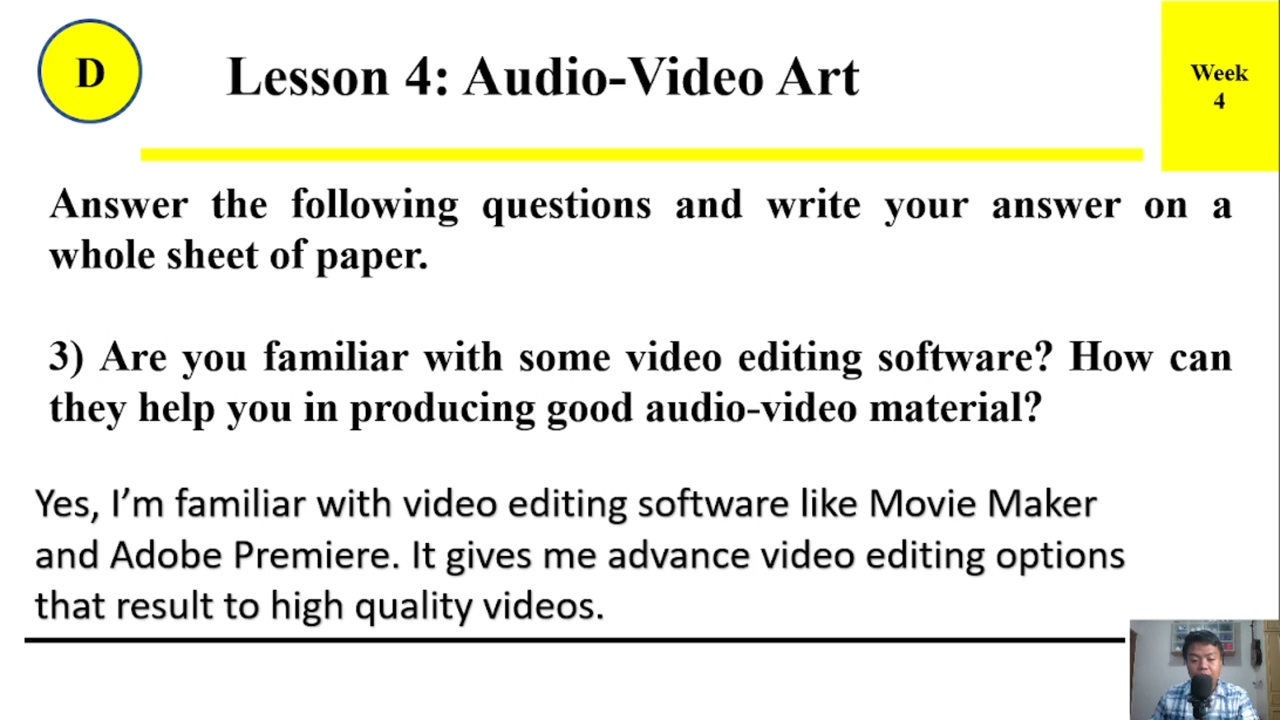 D
Lesson 4: Audio-Video Art
Week
4
Answer the following questions and write your answer on a
whole sheet of paper.
3) Are you familiar with some video editing software? How can
they help you in producing good audio-video material?
Yes, I’m familiar with video editing software like Movie Maker
and Adobe Premiere. It gives me advance video editing options
that result to high quality videos.